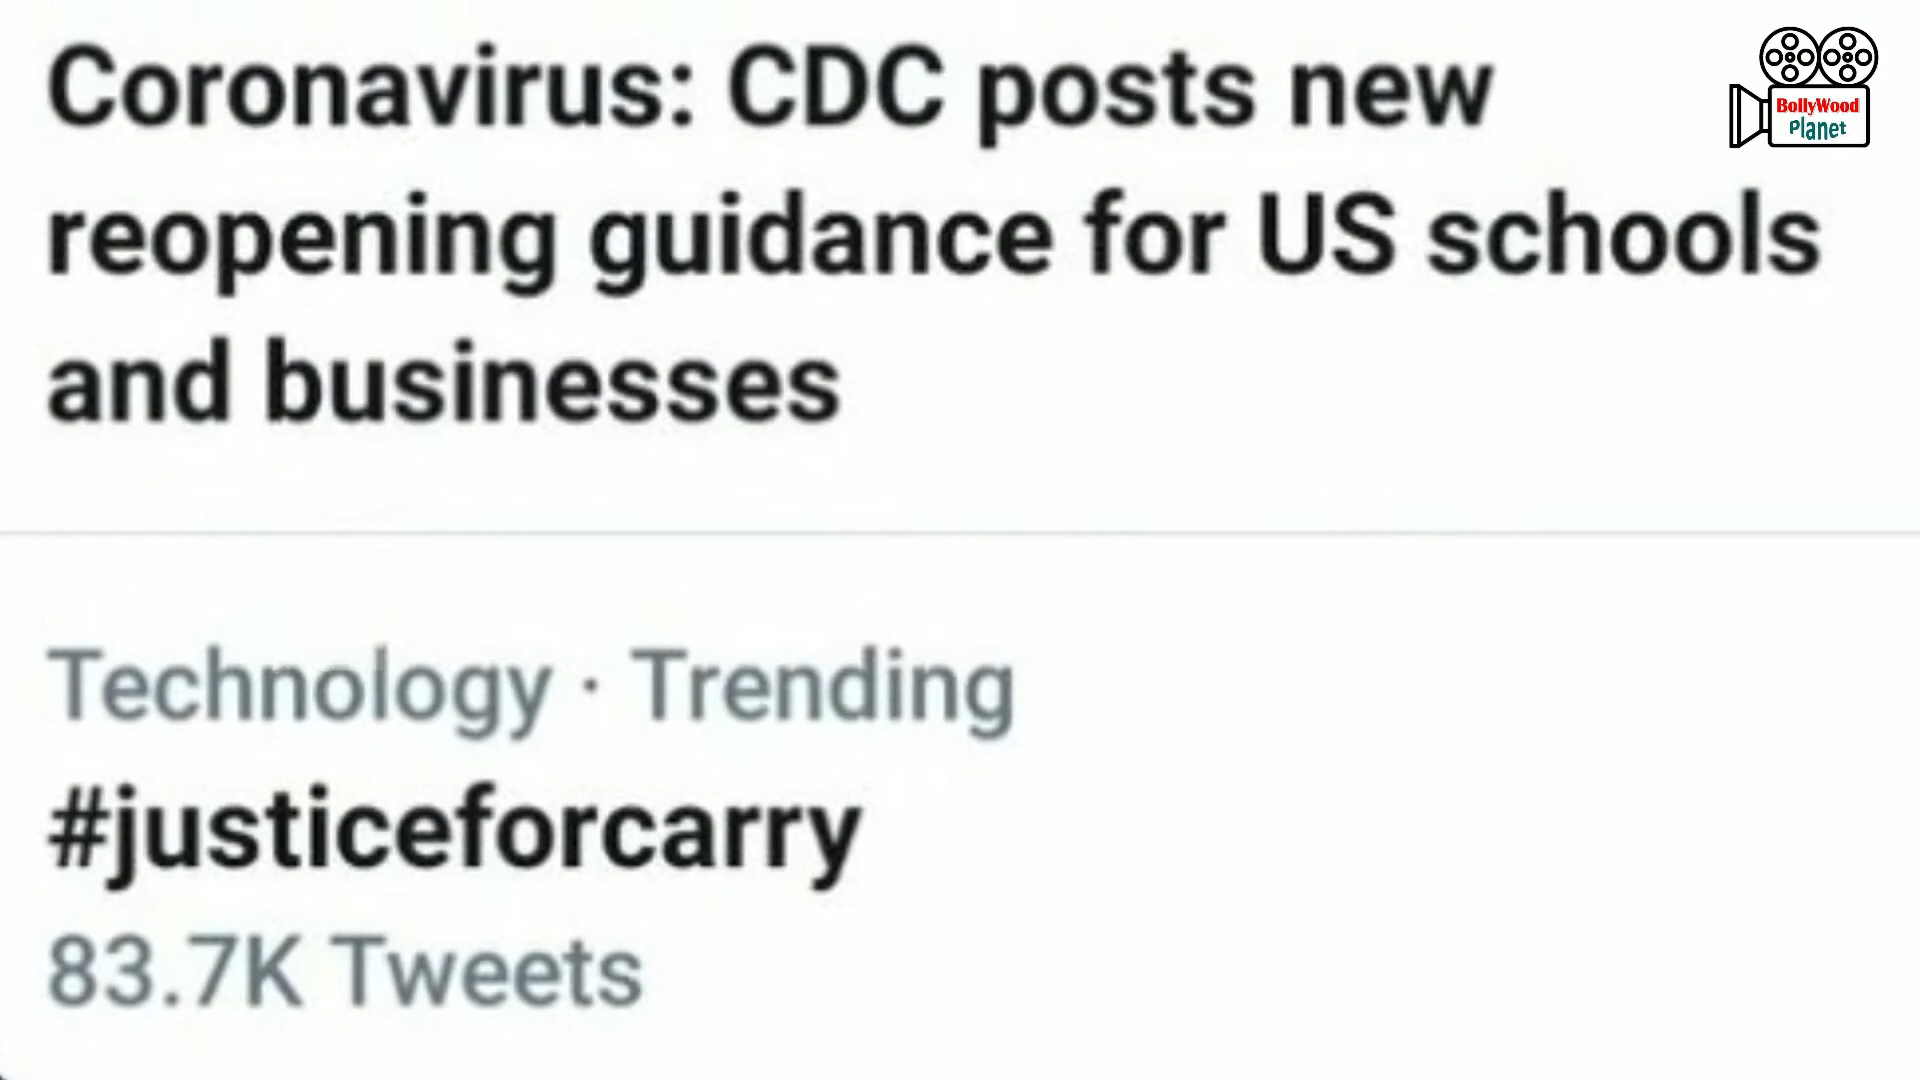 Coronavirus: CDC posts new
reopening guidance for US schools
and businesses
BollyWood
Planet
Technology · Trending
#justiceforcarry
83.7K Tweets